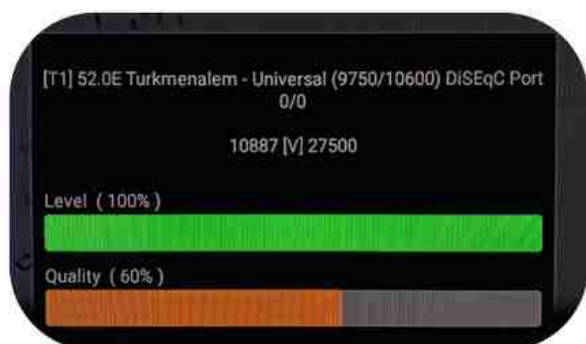 [T1] 52.0E Turkmenalem - Universal (9750/10600) DiSEqC Port
0/0
10887 [V] 27500
Level ( 100% )
Quality ( 60% )